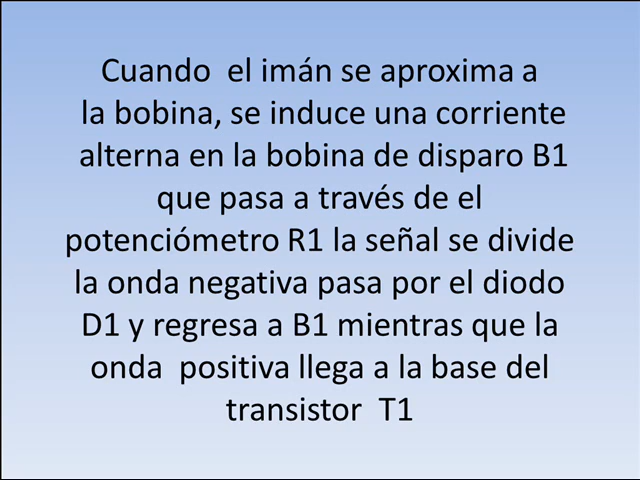 Cuando  el imán se aproxima a
la bobina, se induce una corriente
alterna en la bobina de disparo B1
que pasa a través de el
potenciómetro R1 la señal se divide
la onda negativa pasa por el diodo
D1 y regresa a B1 mientras que la
onda  positiva llega a la base del
transistor  T1